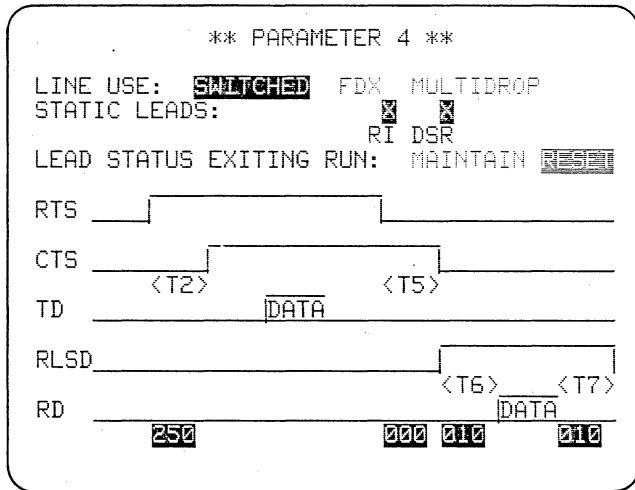 ** PARAMETER 4 **
LINE USE: SWITCHED FDX MULTIDROP
STATIC LEADS: X X
RI DSR
LEAD STATUS EXITING RUN: MAINTAIN RESET
RTS
CTS
<T2> <T5>
TD DATA
RLSD
<T6> <T7>
RD DATA
250 000 010 010